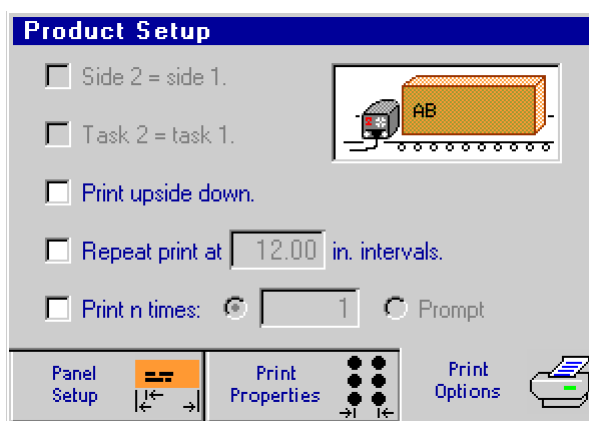 Product Setup
Side 2 = side 1.
AB
Task 2 = task 1.
Print upside down.
Repeat print at 12.00 in. intervals.
Print n times: 1 Prompt
Panel Setup
Print Properties
Print Options